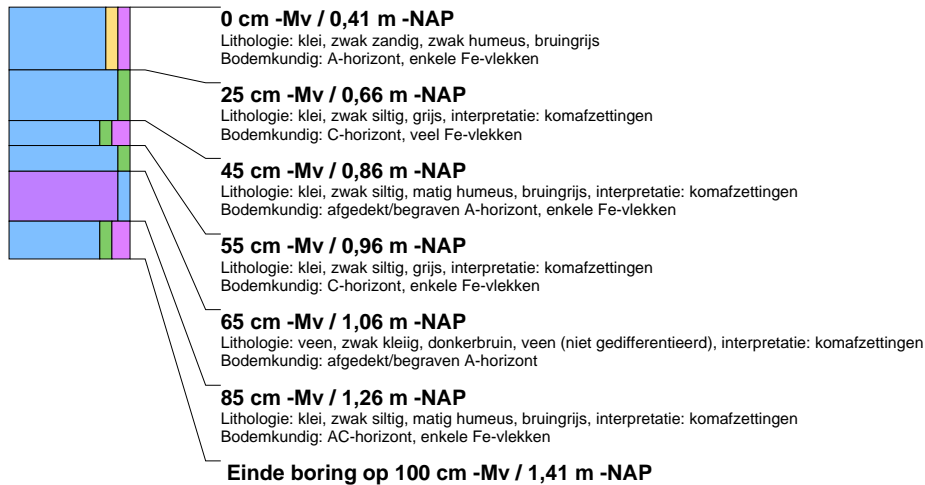 0 cm -Mv / 0,41 m -NAP
Lithologie: klei, zwak zandig, zwak humeus, bruingrijs
Bodemkundig: A-horizont, enkele Fe-vlekken
25 cm -Mv / 0,66 m -NAP
Lithologie: klei, zwak siltig, grijs, interpretatie: komafzettingen
Bodemkundig: C-horizont, veel Fe-vlekken
45 cm -Mv / 0,86 m -NAP
Lithologie: klei, zwak siltig, matig humeus, bruingrijs, interpretatie: komafzettingen
Bodemkundig: afgedekt/begraven A-horizont, enkele Fe-vlekken
55 cm -Mv / 0,96 m -NAP
Lithologie: klei, zwak siltig, grijs, interpretatie: komafzettingen
Bodemkundig: C-horizont, enkele Fe-vlekken
65 cm -Mv / 1,06 m -NAP
Lithologie: veen, zwak kleiig, donkerbruin, veen (niet gedifferentieerd), interpretatie: komafzettingen
Bodemkundig: afgedekt/begraven A-horizont
85 cm -Mv / 1,26 m -NAP
Lithologie: klei, zwak siltig, matig humeus, bruingrijs, interpretatie: komafzettingen
Bodemkundig: AC-horizont, enkele Fe-vlekken
Einde boring op 100 cm -Mv / 1,41 m -NAP